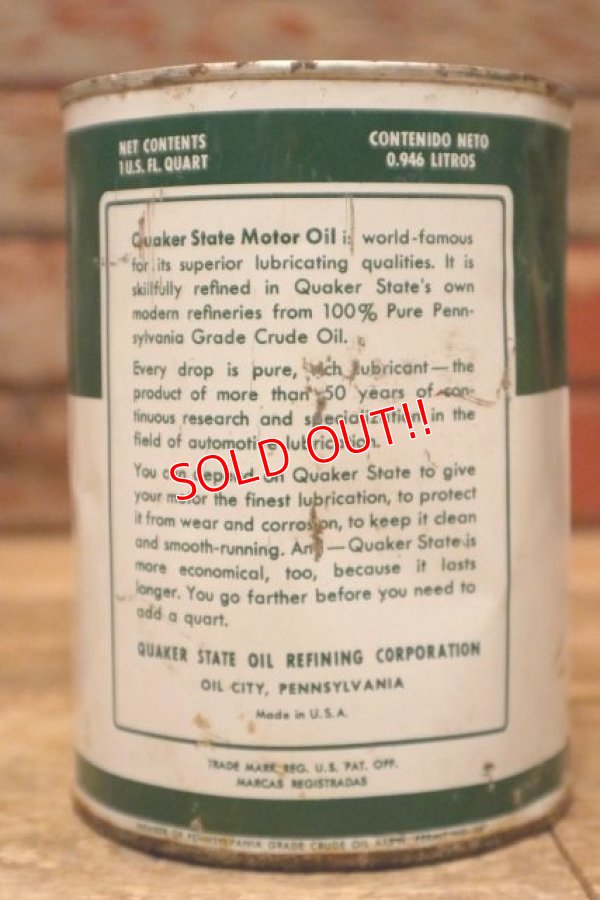 NET CONTENTS
1 U.S. FL. QUART
CONTENIDO NETO
0.946 LITROS
Quaker State Motor Oil is world-famous
for its superior lubricating qualities. It is
skillfully refined in Quaker State's own
modern refineries from 100% Pure Penn-
sylvania Grade Crude Oil.
Every drop is pure, rich lubricant—the
product of more than 50 years of con-
tinuous research and specialization in the
field of automotive lubrication.
You can depend on Quaker State to give
your motor the finest lubrication, to protect
it from wear and corrosion, to keep it clean
and smooth-running. And—Quaker State is
more economical, too, because it lasts
longer. You go farther before you need to
add a quart.
SOLD OUT!!
QUAKER STATE OIL REFINING CORPORATION
OIL CITY, PENNSYLVANIA
Made in U.S.A.
TRADE MARK REG. U.S. PAT. OFF.
MARCAS REGISTRADAS
PENNSYLVANIA GRADE CRUDE OIL